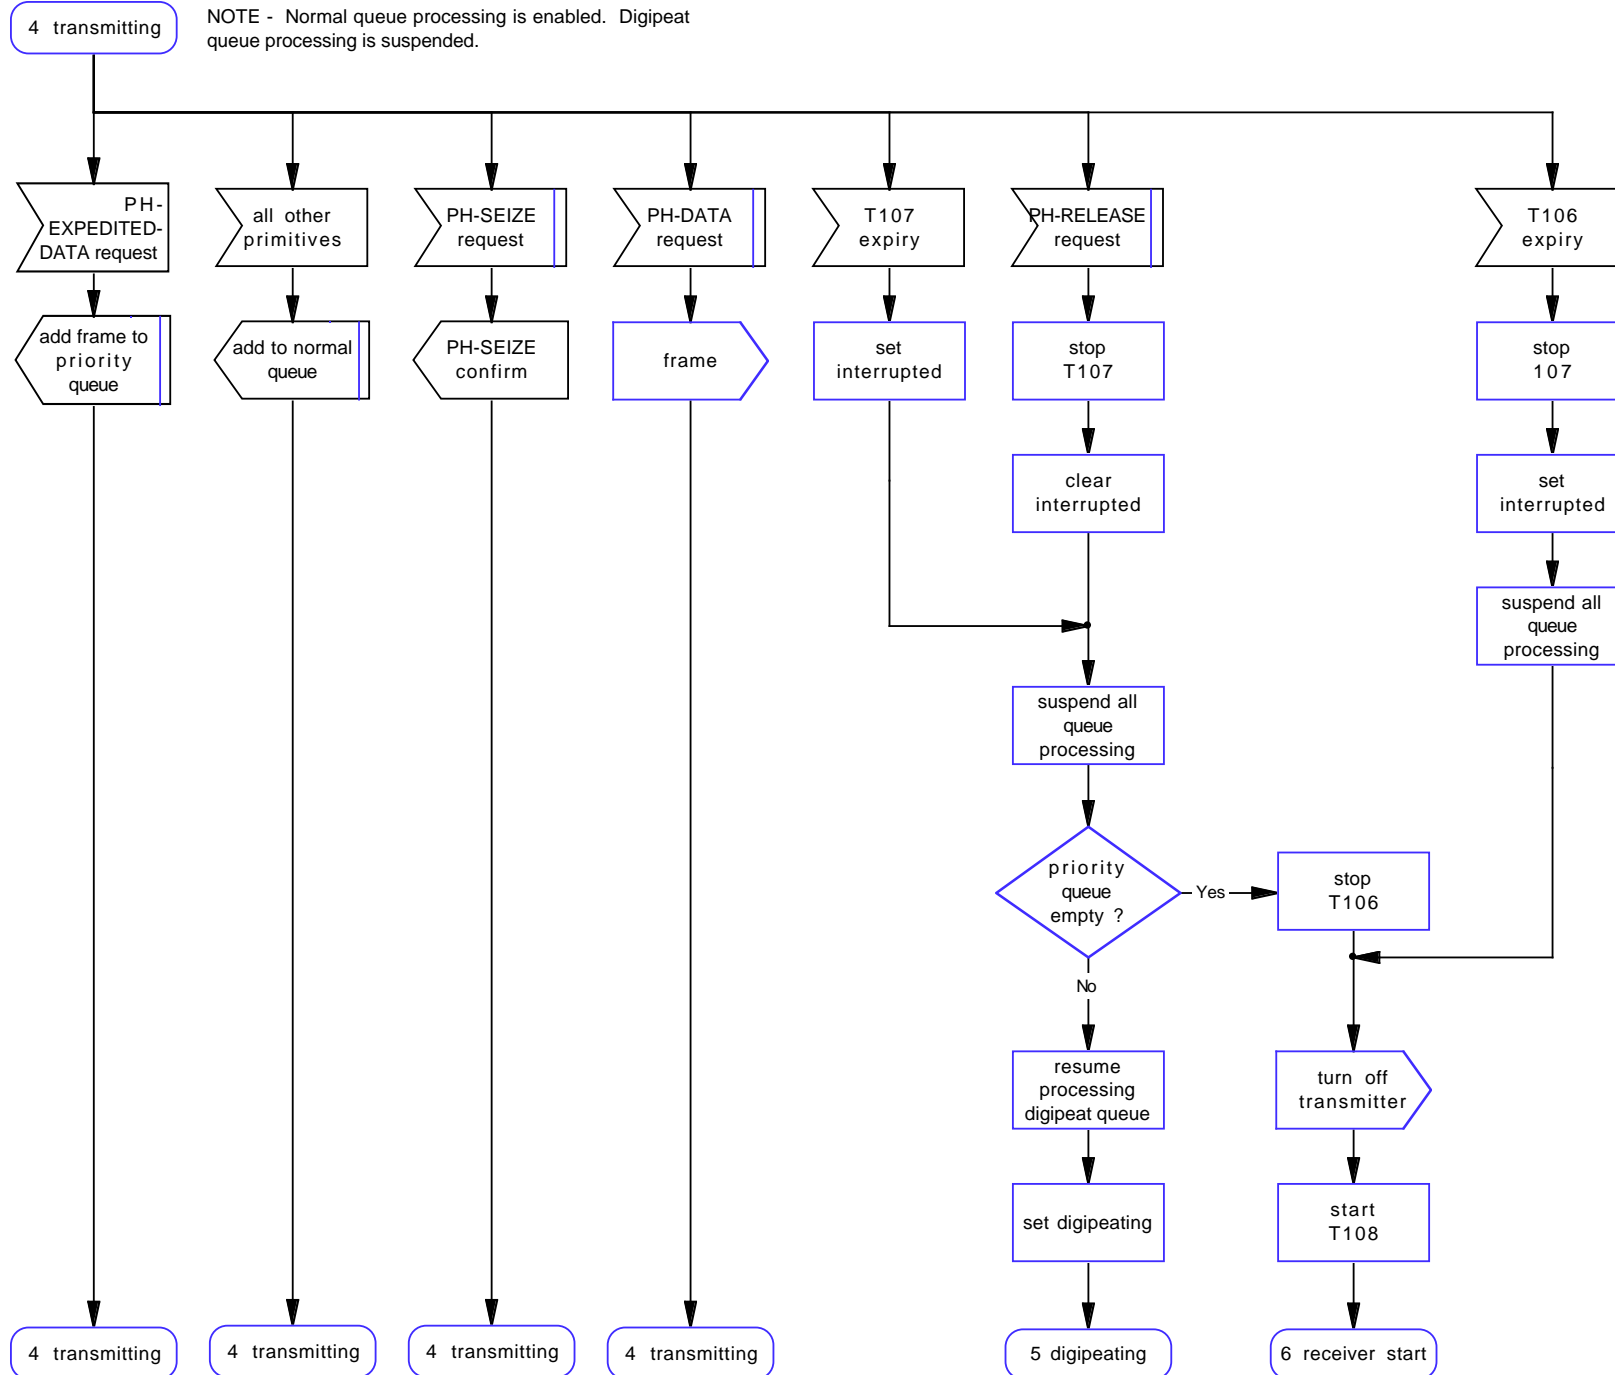 4 transmitting
NOTE - Normal queue processing is enabled. Digipeat
queue processing is suspended.
PH-
EXPEDITED-
DATA request
all other
primitives
PH-SEIZE
request
PH-DATA
request
T107
expiry
PH-RELEASE
request
T106
expiry
add frame to
priority
queue
add to normal
queue
PH-SEIZE
confirm
frame
set
interrupted
stop
T107
stop
107
clear
interrupted
set
interrupted
suspend all
queue
processing
suspend all
queue
processing
priority
queue
empty ?
Yes
stop
T106
No
resume
processing
digipeat queue
turn off
transmitter
set digipeating
start
T108
4 transmitting
4 transmitting
4 transmitting
4 transmitting
5 digipeating
6 receiver start